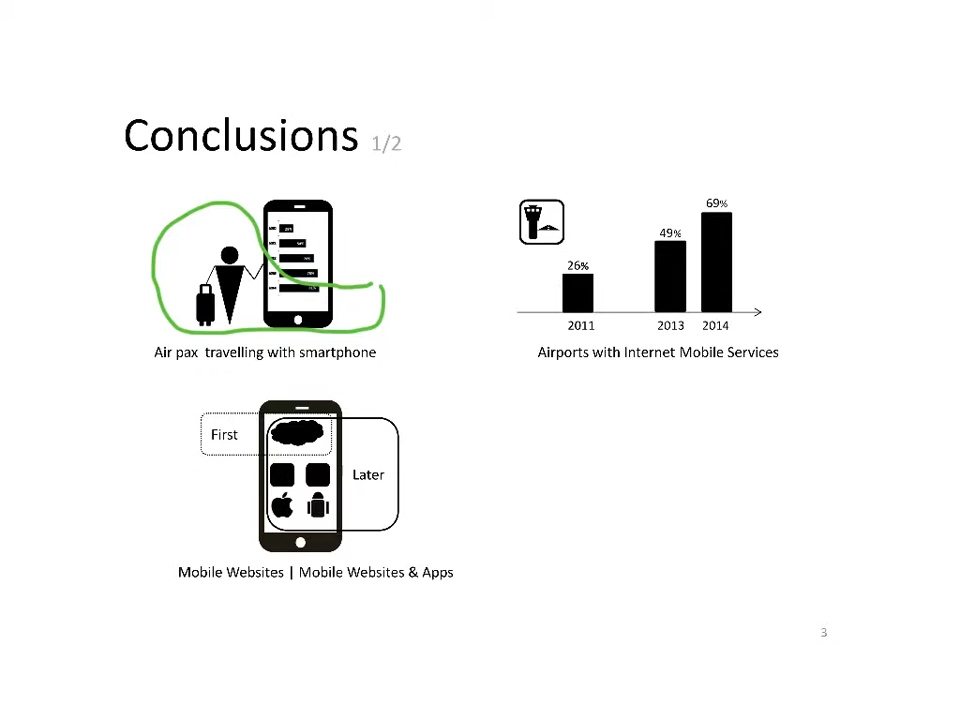 Conclusions 1/2
69%
49%
26%
2011 2013 2014
Air pax travelling with smartphone
Airports with Internet Mobile Services
First
Later
Mobile Websites | Mobile Websites & Apps
3